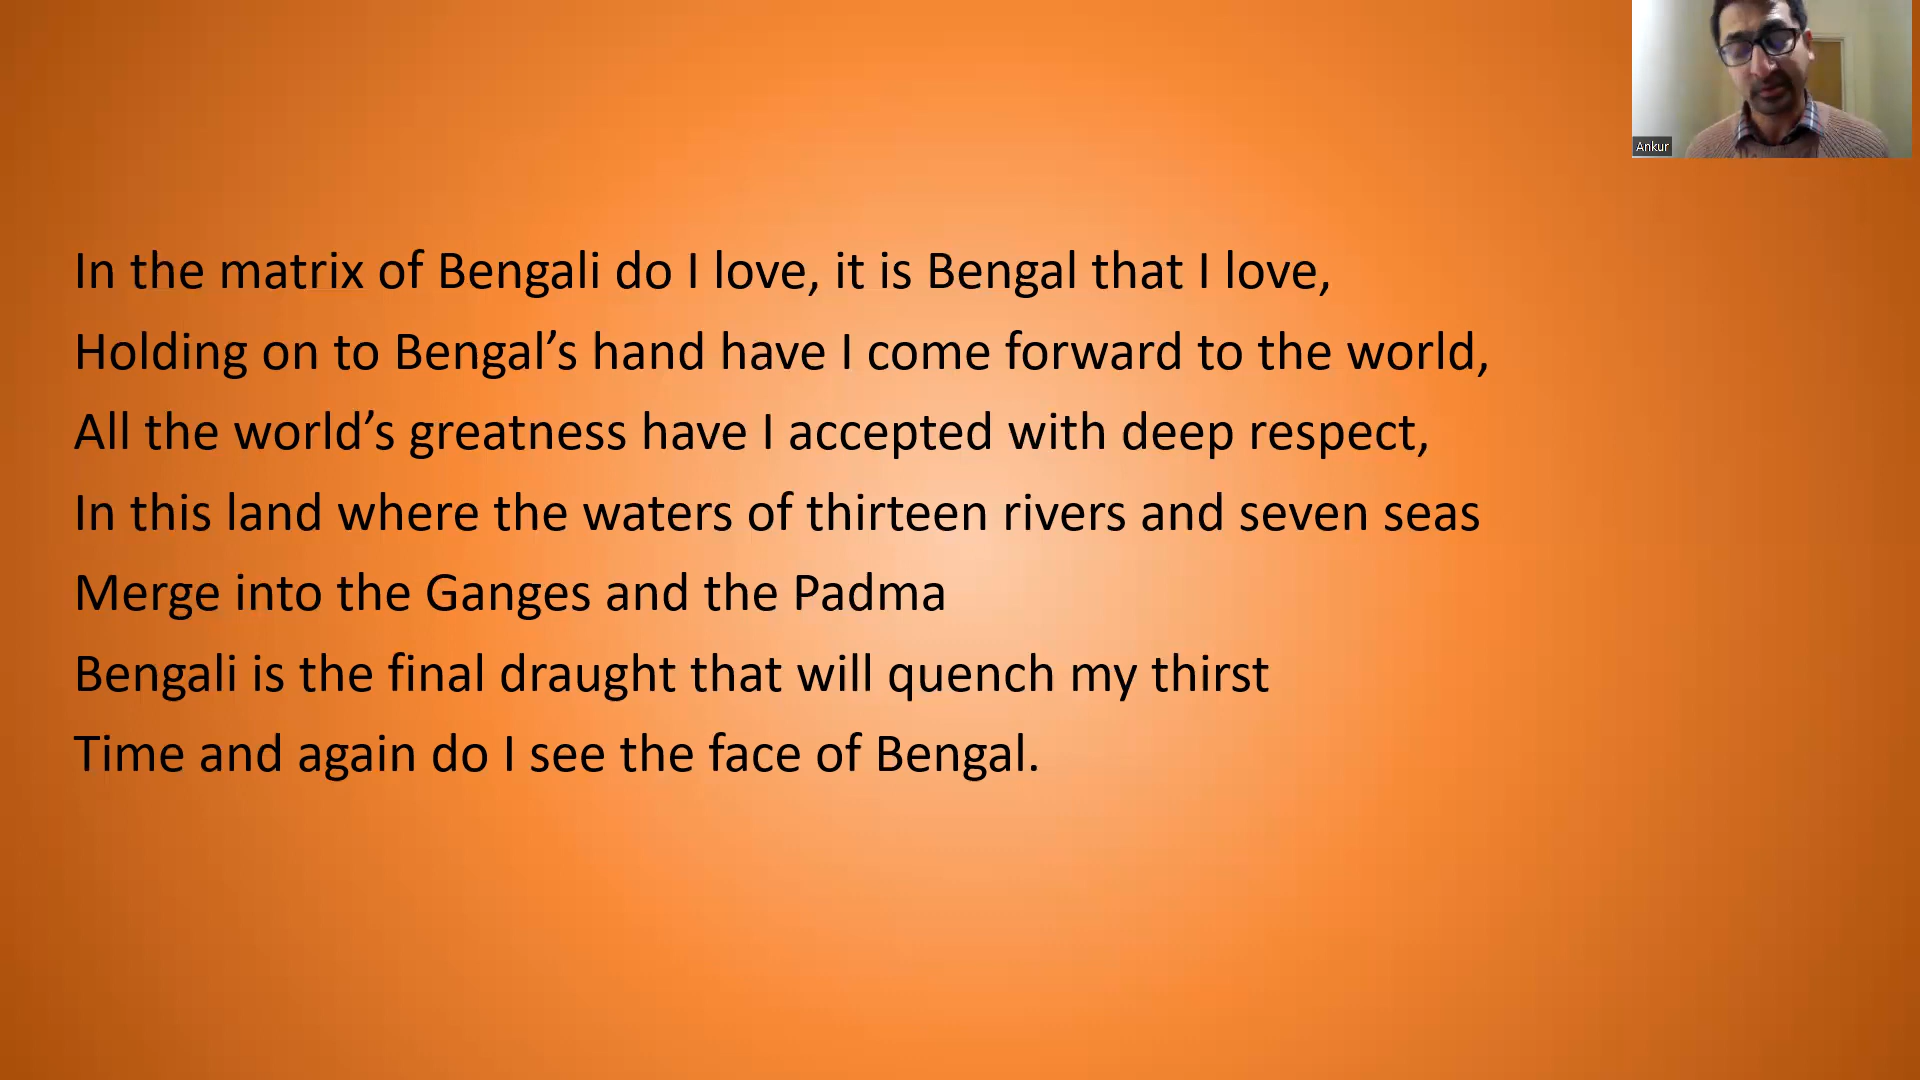 Ankur
In the matrix of Bengali do I love, it is Bengal that I love,
Holding on to Bengal’s hand have I come forward to the world,
All the world’s greatness have I accepted with deep respect,
In this land where the waters of thirteen rivers and seven seas
Merge into the Ganges and the Padma
Bengali is the final draught that will quench my thirst
Time and again do I see the face of Bengal.